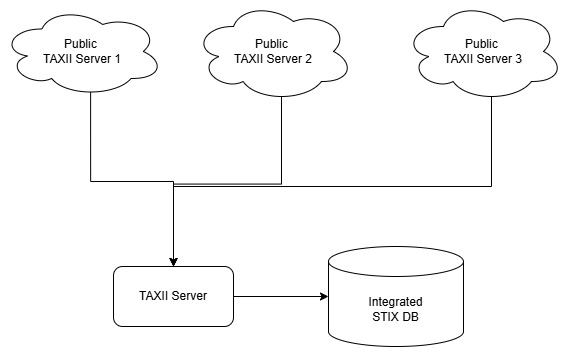 Public
TAXII Server 1
Public
TAXII Server 2
Public
TAXII Server 3
TAXII Server
Integrated
STIX DB